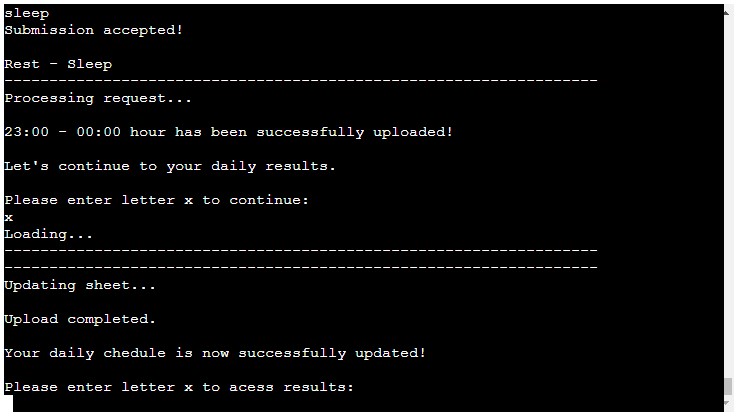 sleep
Submission accepted!
Rest - Sleep
------------------------------------------------------------------
Processing request...
23:00 - 00:00 hour has been successfully uploaded!
Let's continue to your daily results.
Please enter letter x to continue:
x
Loading...
------------------------------------------------------------------
------------------------------------------------------------------
Updating sheet...
Upload completed.
Your daily chedule is now successfully updated!
Please enter letter x to acess results: